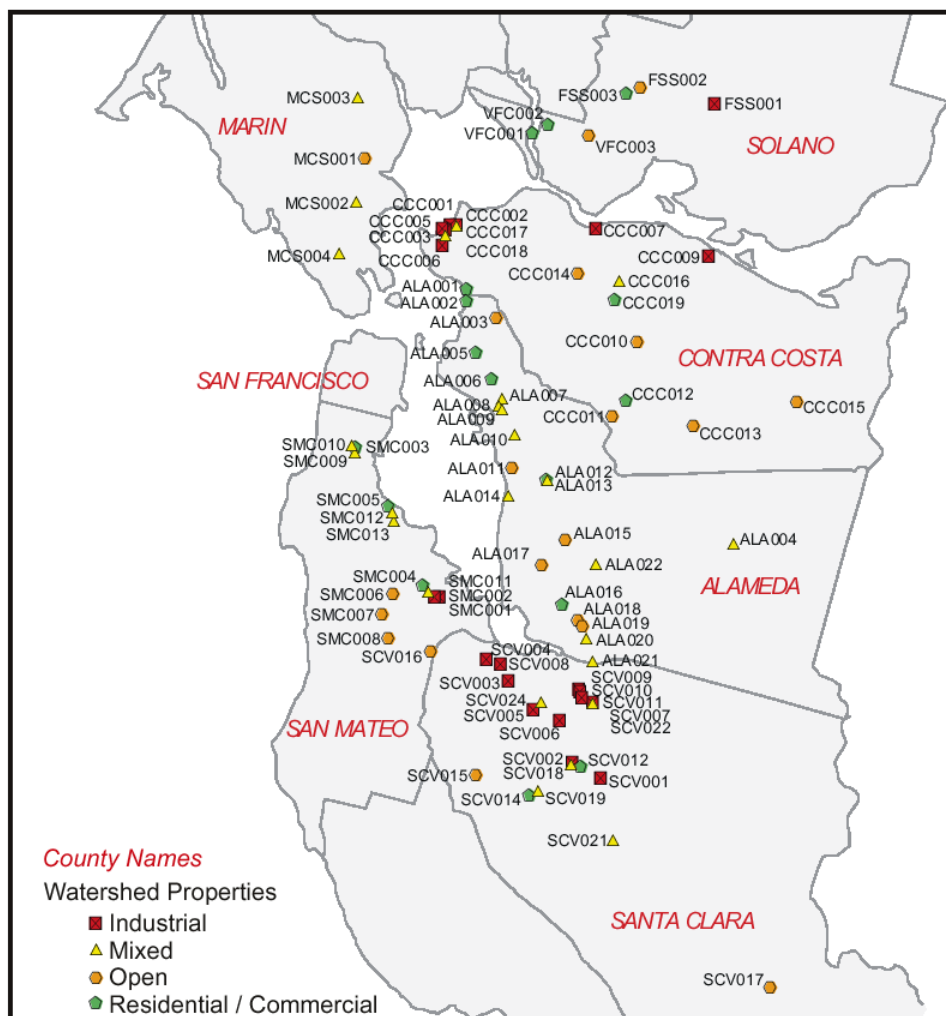 FSS002
FSS003
FSS001
MCS003
VFC002
VFC001
MARIN
VFC003
SOLANO
MCS001
MCS002
CCC001
CCC002
CCC005
CCC017
CCC007
CCC003
CCC018
CCC009
MCS004
CCC006
CCC014
CCC016
ALA001
ALA002
CCC019
ALA003
CCC010
ALA005
CONTRA COSTA
SAN FRANCISCO
ALA006
ALA007
CCC012
CCC015
ALA008
ALA009
CCC011
CCC013
ALA010
SMC010
SMC003
SMC009
ALA011
ALA012
ALA013
ALA014
SMC005
SMC012
SMC013
ALA015
ALA004
ALA017
ALA022
SMC004
SMC011
ALAMEDA
SMC006
SMC002
ALA016
SMC001
ALA018
SMC007
ALA019
SMC008
ALA020
SCV016
SCV004
ALA021
SCV008
SCV009
SCV003
SCV010
SCV024
SCV011
SCV005
SCV007
SCV006
SCV022
SAN MATEO
SCV002
SCV012
SCV018
SCV015
SCV001
SCV014
SCV019
SCV021
County Names
Watershed Properties
Industrial
SANTA CLARA
Mixed
Open
SCV017
Residential / Commercial